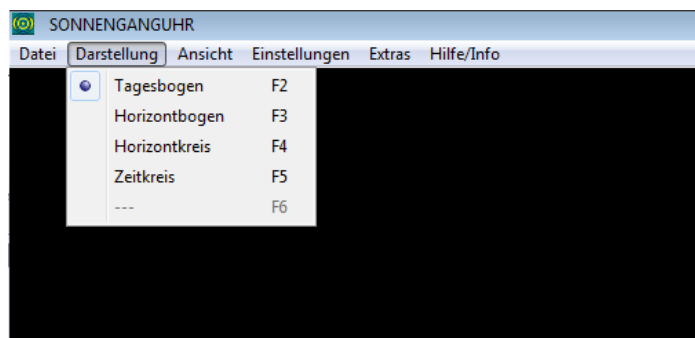 SONNENGANGUHR
Datei Darstellung Ansicht Einstellungen Extras Hilfe/Info
Tagesbogen F2
Horizontbogen F3
Horizontkreis F4
Zeitkreis F5
--- F6